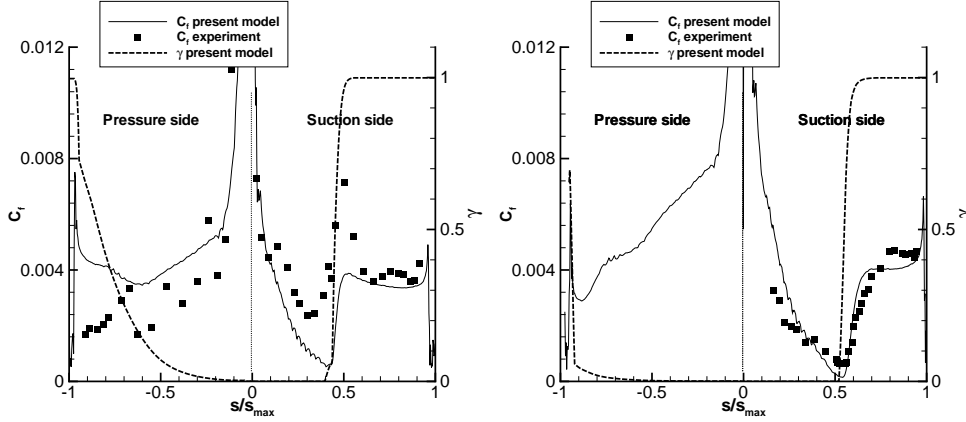 C_f present model
C_f experiment
γ present model
0.012
0.008
0.004
0
C_f
Pressure side
Suction side
1
0.5
0
γ
-1
-0.5
0
0.5
1
s/s_max
C_f present model
C_f experiment
γ present model
0.012
0.008
0.004
0
C_f
Pressure side
Suction side
1
0.5
0
γ
-1
-0.5
0
0.5
1
s/s_max